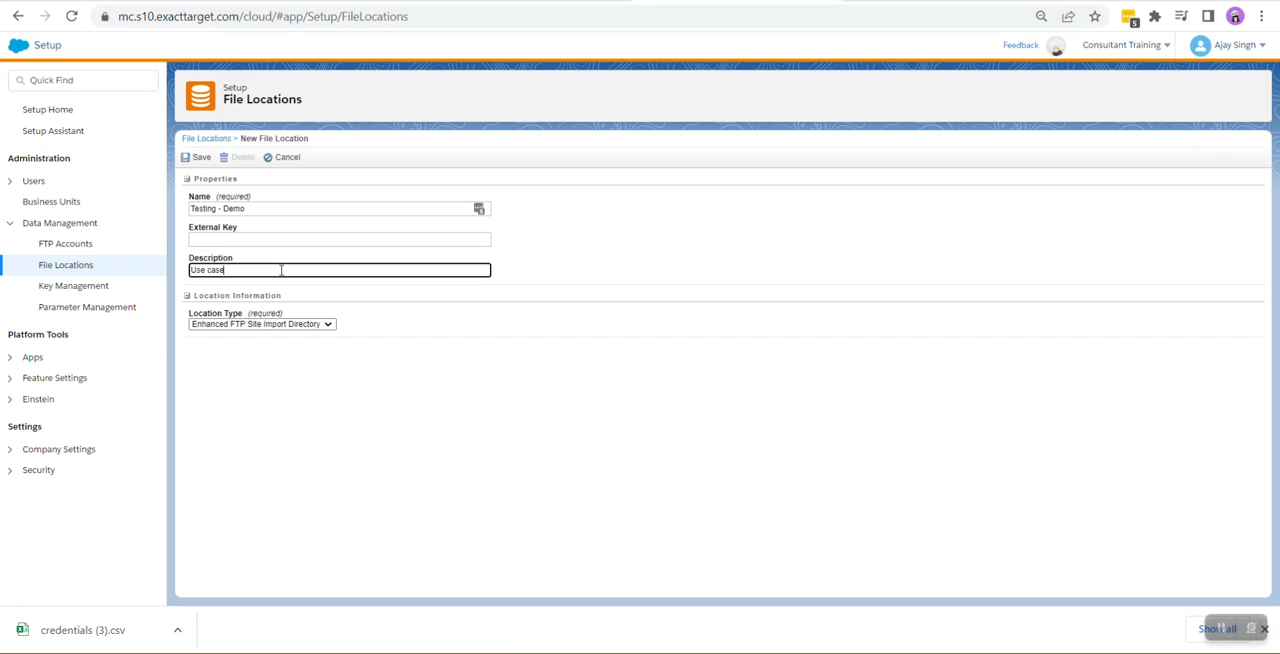 mc.s10.exacttarget.com/cloud/#app/Setup/FileLocations
5
Setup
Feedback
Consultant Training
Ajay Singh
Quick Find
Setup Home
Setup Assistant
Administration
Users
Business Units
Data Management
FTP Accounts
File Locations
Key Management
Parameter Management
Platform Tools
Apps
Feature Settings
Einstein
Settings
Company Settings
Security
Setup
File Locations
File Locations > New File Location
Save Delete Cancel
Properties
Name (required)
Testing - Demo
External Key
Description
Use case
Location Information
Location Type (required)
Enhanced FTP Site Import Directory
credentials (3).csv
Show all